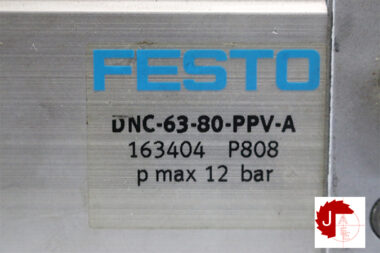 FESTO
DNC-63-80-PPV-A
163404 P808
p max 12 bar